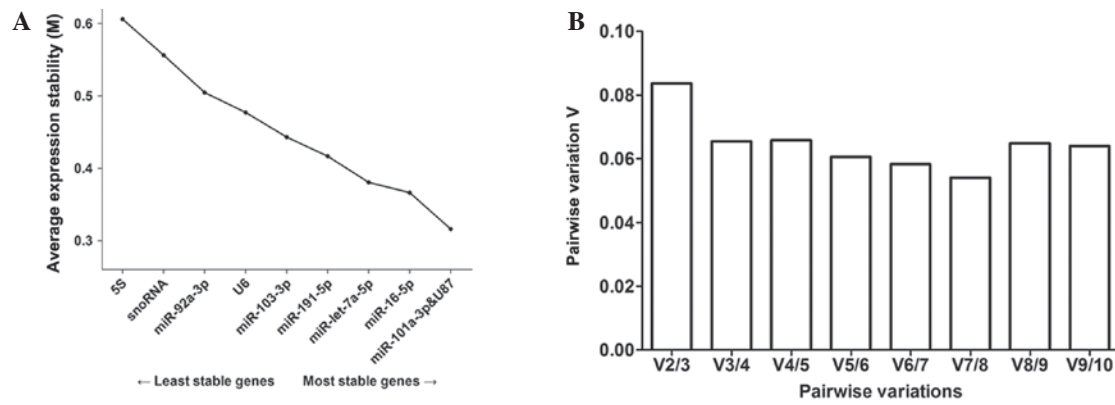 A
Average expression stability (M)
0.6
0.5
0.4
0.3
5S
snoRNA
miR-92a-3p
U6
miR-103-3p
miR-191-5p
miR-let-7a-5p
miR-16-5p
miR-101a-3p&U87
← Least stable genes Most stable genes →
B
Pairwise variation V
0.10
0.08
0.06
0.04
0.02
0.00
V2/3 V3/4 V4/5 V5/6 V6/7 V7/8 V8/9 V9/10
Pairwise variations